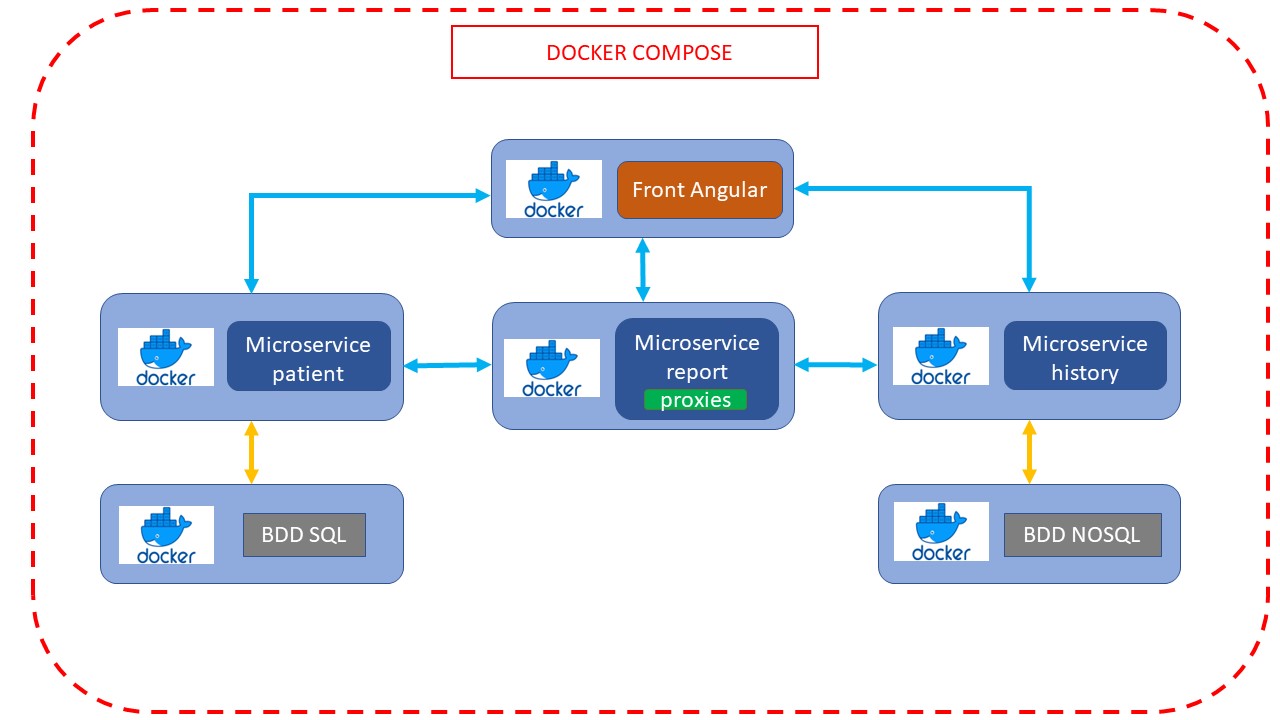 DOCKER COMPOSE
docker
Front Angular
docker
Microservice
patient
docker
Microservice
report
proxies
docker
Microservice
history
docker
BDD SQL
docker
BDD NOSQL